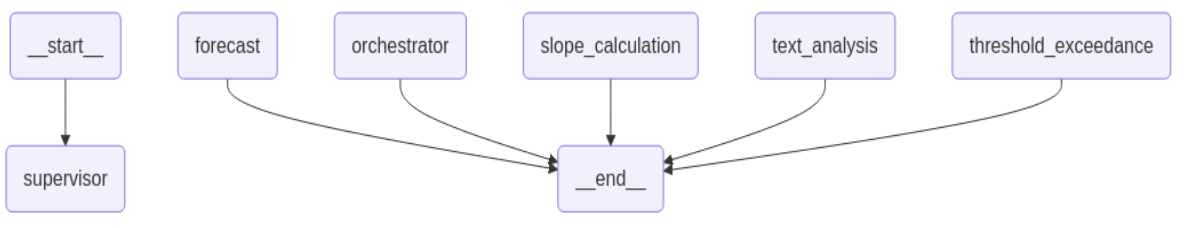 __start__
forecast
orchestrator
slope_calculation
text_analysis
threshold_exceedance
supervisor
__end__